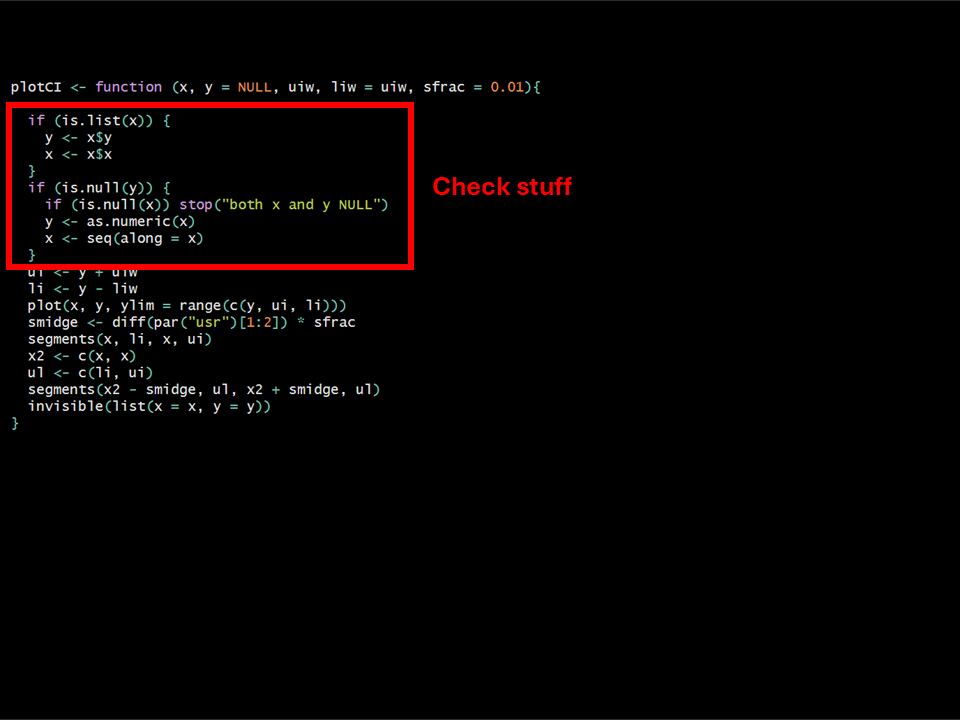 plotCI <- function (x, y = NULL, uiw, liw = uiw, sfrac = 0.01){
if (is.list(x)) {
y <- x$y
x <- x$x
}
if (is.null(y)) {
if (is.null(x)) stop("both x and y NULL")
y <- as.numeric(x)
x <- seq(along = x)
}
Check stuff
ui <- y + uiw
li <- y - liw
plot(x, y, ylim = range(c(y, ui, li)))
smidge <- diff(par("usr")[1:2]) * sfrac
segments(x, li, x, ui)
x2 <- c(x, x)
ul <- c(li, ui)
segments(x2 - smidge, ul, x2 + smidge, ul)
invisible(list(x = x, y = y))
}